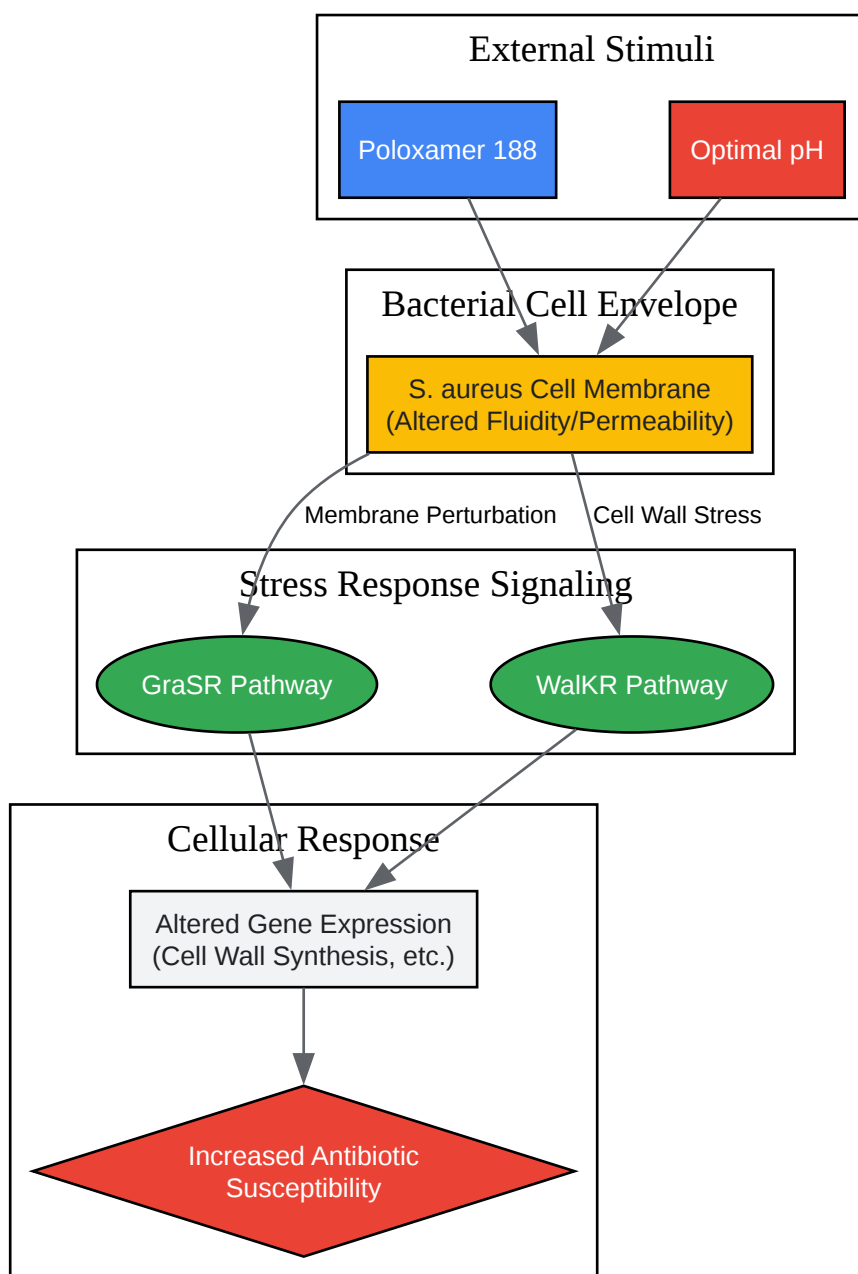 External Stimuli
Poloxamer 188
Optimal pH
Bacterial Cell Envelope
S. aureus Cell Membrane
(Altered Fluidity/Permeability)
Membrane Perturbation
Cell Wall Stress
Stress Response Signaling
GraSR Pathway
WalKR Pathway
Cellular Response
Altered Gene Expression
(Cell Wall Synthesis, etc.)
Increased Antibiotic
Susceptibility